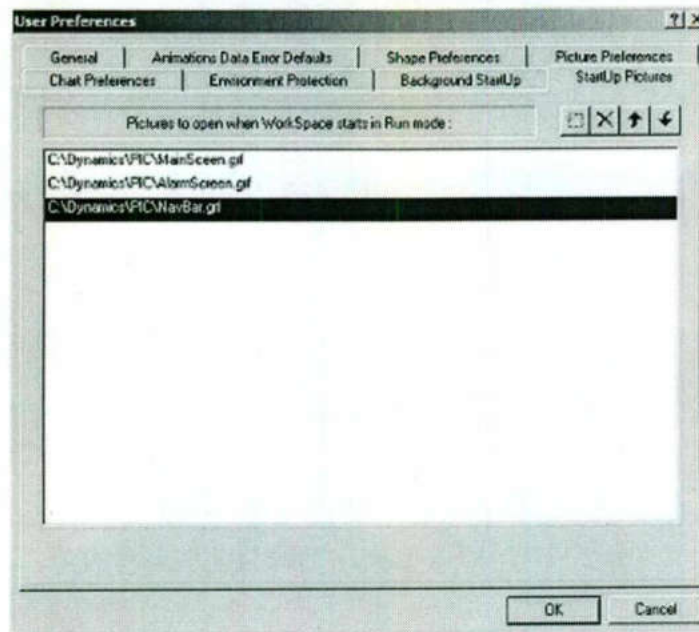 User Preferences
General
Animations Data Error Defaults
Shape Preferences
Picture Preferences
Chart Preferences
Environment Protection
Background StartUp
StartUp Pictures
Pictures to open when WorkSpace starts in Run mode :
C:\Dynamics\PIC\MainSceen.grf
C:\Dynamics\PIC\AlarmScreen.grf
C:\Dynamics\PIC\NavBar.grf
OK
Cancel